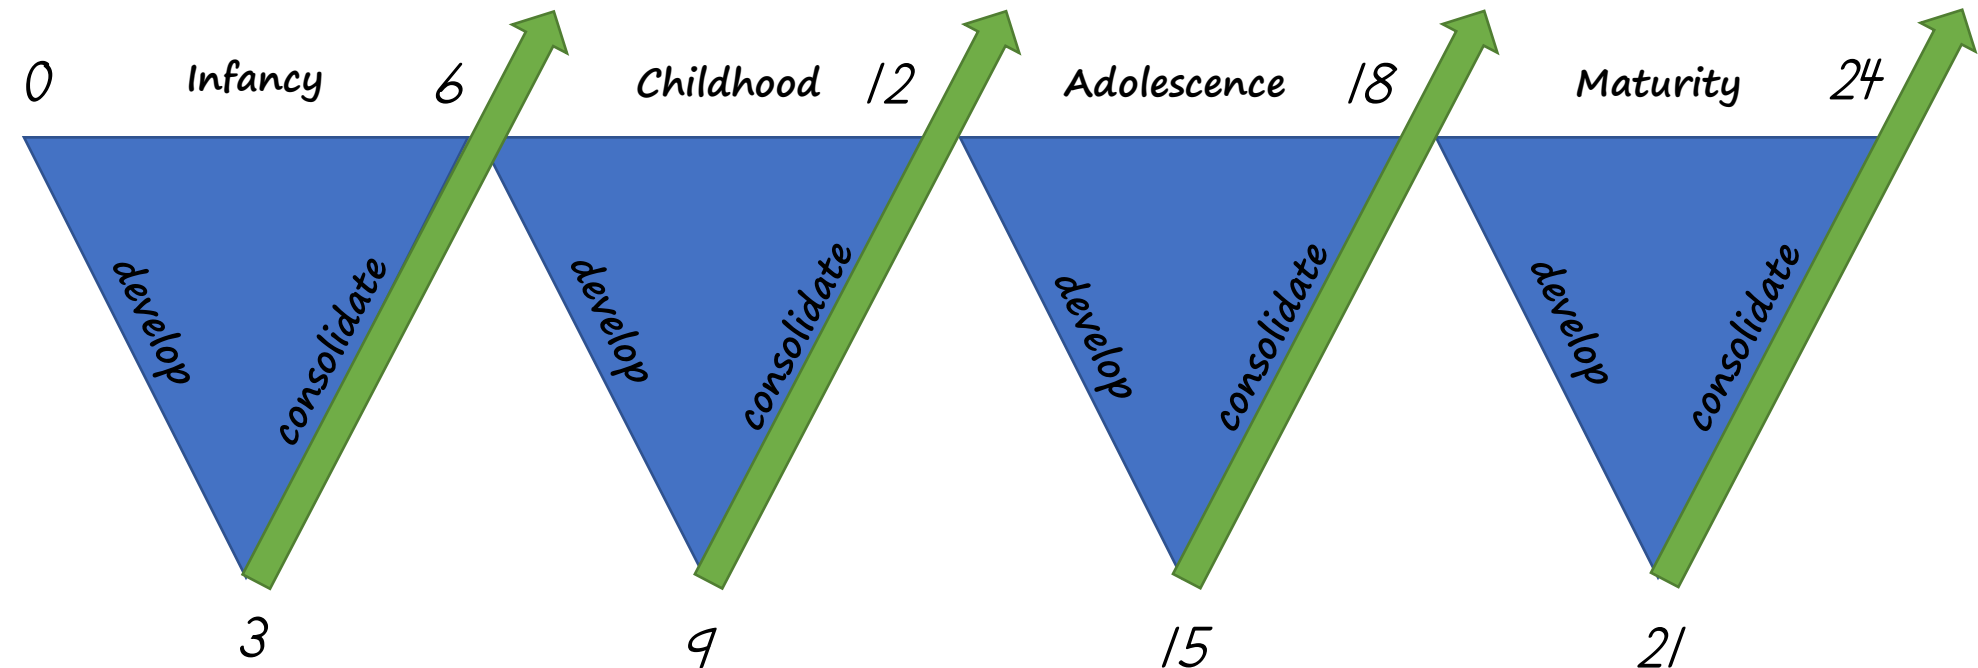 0 Infancy 6 Childhood 12 Adolescence 18 Maturity 24
develop consolidate develop consolidate develop consolidate develop consolidate
3 9 15 21